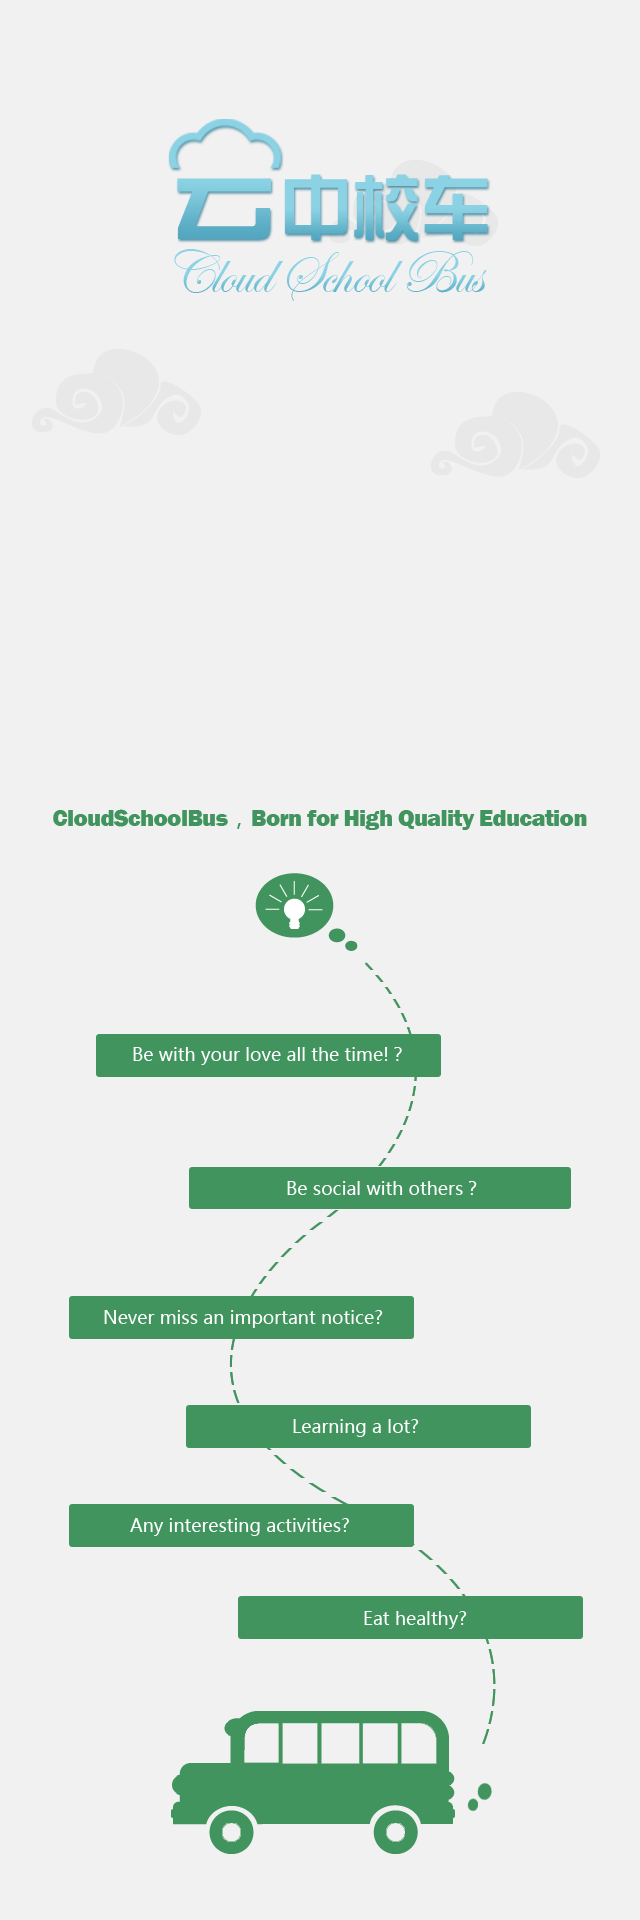 云中校车
Cloud School Bus
CloudSchoolBus，Born for High Quality Education
Be with your love all the time! ?
Be social with others ?
Never miss an important notice?
Learning a lot?
Any interesting activities?
Eat healthy?